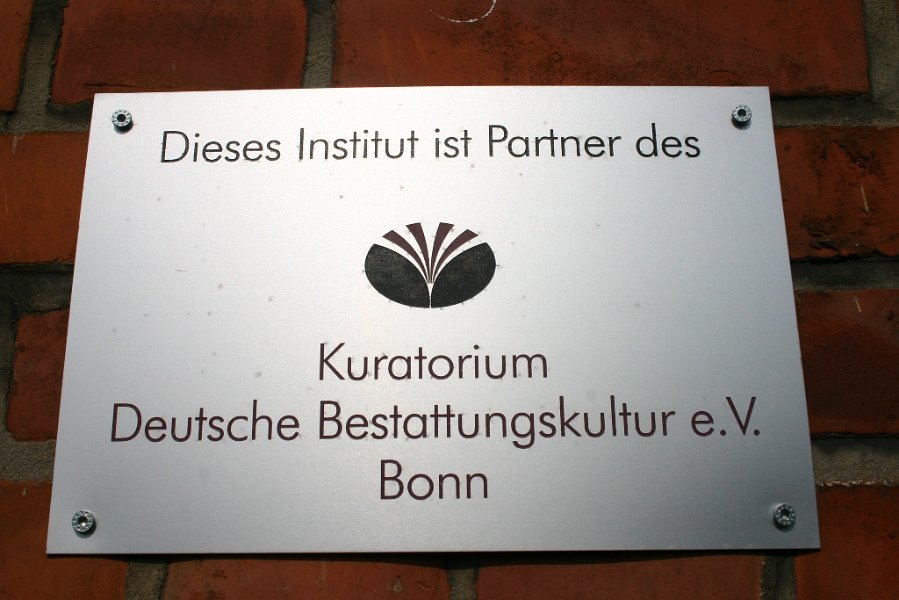 Dieses Institut ist Partner des
Kuratorium
Deutsche Bestattungskultur e.V.
Bonn